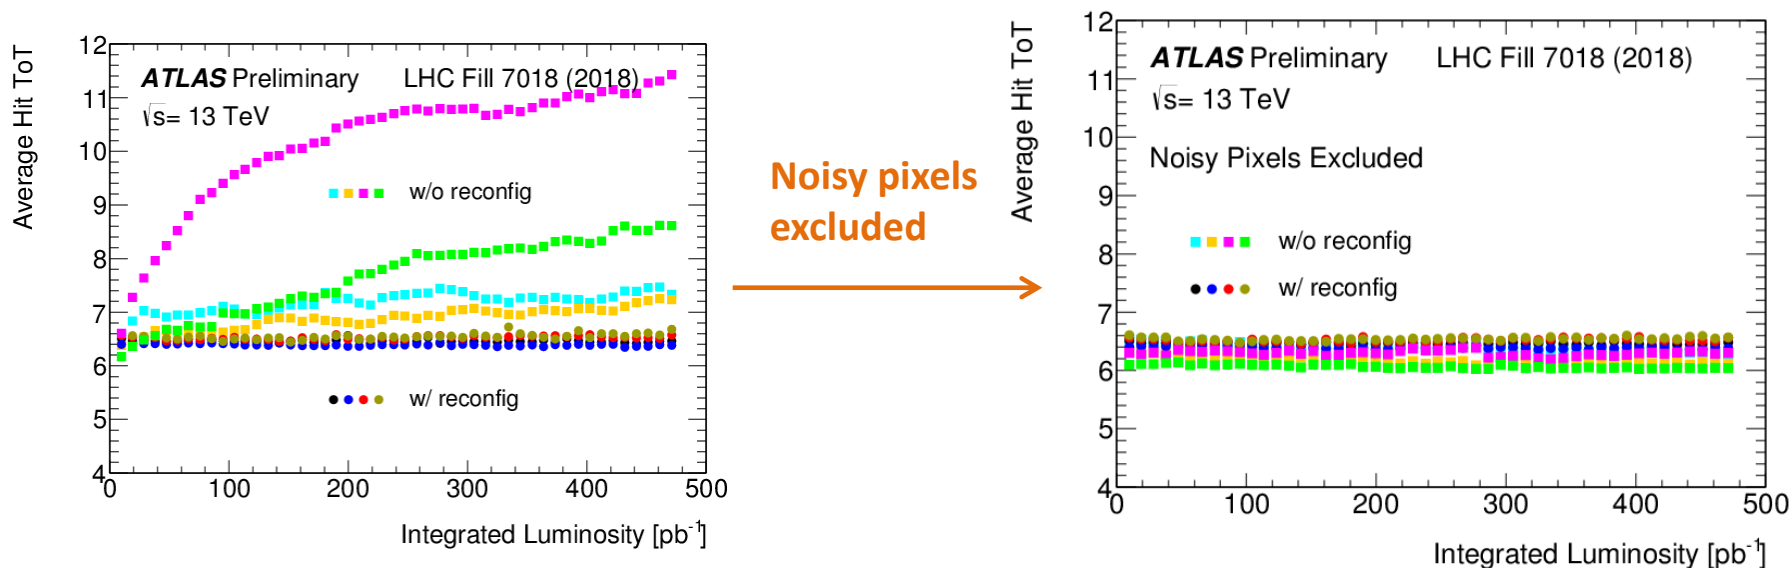 12
11
10
9
8
7
6
5
4
0 100 200 300 400 500
Average Hit ToT
Integrated Luminosity [pb⁻¹]
ATLAS Preliminary LHC Fill 7018 (2018)
√s= 13 TeV
w/o reconfig
w/ reconfig
Noisy pixels
excluded
12
11
10
9
8
7
6
5
4
0 100 200 300 400 500
Average Hit ToT
Integrated Luminosity [pb⁻¹]
ATLAS Preliminary LHC Fill 7018 (2018)
√s= 13 TeV
Noisy Pixels Excluded
w/o reconfig
w/ reconfig